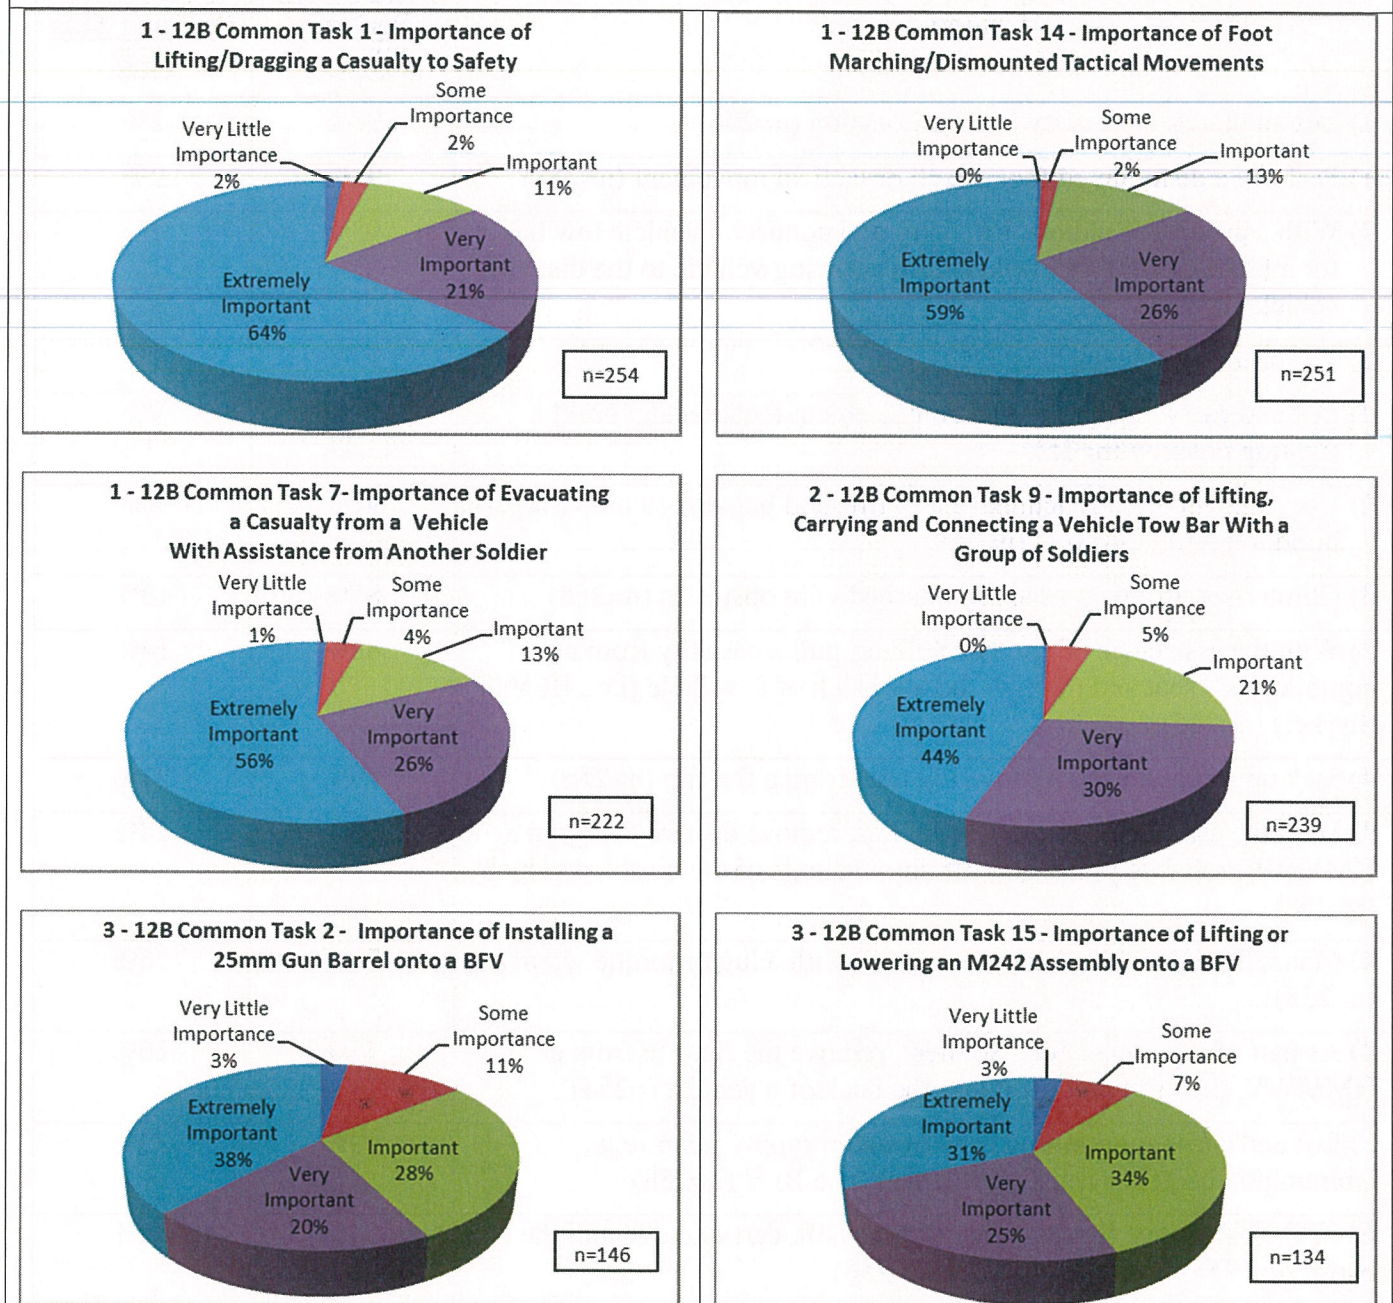 1 - 12B Common Task 1 - Importance of
Lifting/Dragging a Casualty to Safety
Some
Importance
2%
Very Little
Importance
2%
Important
11%
Very
Important
21%
Extremely
Important
64%
n=254
1 - 12B Common Task 14 - Importance of Foot
Marching/Dismounted Tactical Movements
Very Little
Importance
0%
Some
Importance
2%
Important
13%
Extremely
Important
59%
Very
Important
26%
n=251
1 - 12B Common Task 7- Importance of Evacuating
a Casualty from a Vehicle
With Assistance from Another Soldier
Very Little
Importance
1%
Some
Importance
4%
Important
13%
Extremely
Important
56%
Very
Important
26%
n=222
2 - 12B Common Task 9 - Importance of Lifting,
Carrying and Connecting a Vehicle Tow Bar With a
Group of Soldiers
Very Little
Importance
0%
Some
Importance
5%
Important
21%
Extremely
Important
44%
Very
Important
30%
n=239
3 - 12B Common Task 2 - Importance of Installing a
25mm Gun Barrel onto a BFV
Very Little
Importance
3%
Some
Importance
11%
Extremely
Important
38%
Important
28%
Very
Important
20%
n=146
3 - 12B Common Task 15 - Importance of Lifting or
Lowering an M242 Assembly onto a BFV
Very Little
Importance
3%
Some
Importance
7%
Extremely
Important
31%
Important
34%
Very
Important
25%
n=134